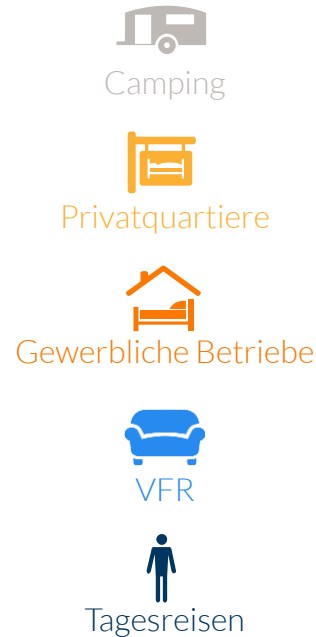 Camping
Privatquartiere
Gewerbliche Betriebe
VFR
Tagesreisen